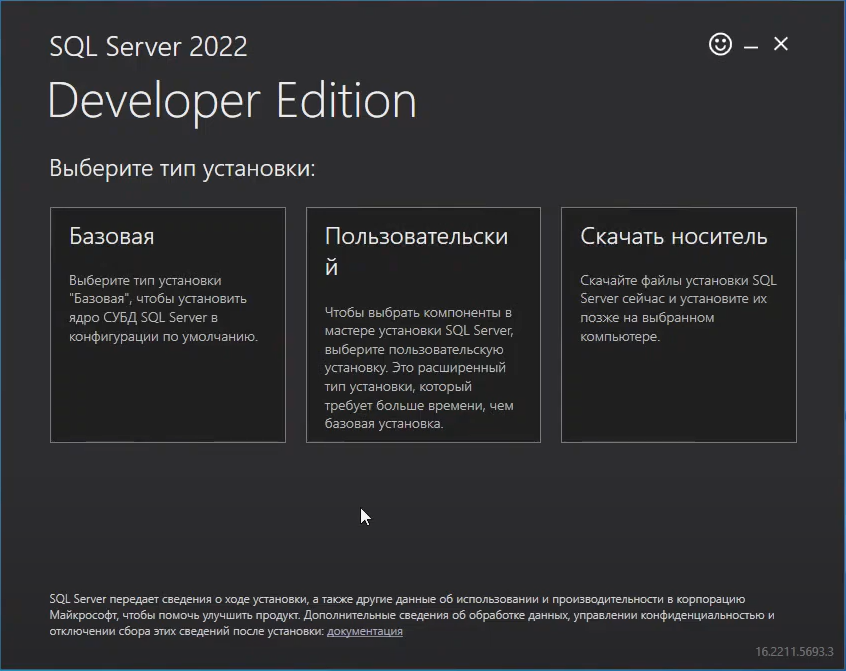 SQL Server 2022
Developer Edition
Выберите тип установки:
Базовая
Выберите тип установки
"Базовая", чтобы установить
ядро СУБД SQL Server в
конфигурации по умолчанию.
Пользовательски
й
Чтобы выбрать компоненты в
мастере установки SQL Server,
выберите пользовательскую
установку. Это расширенный
тип установки, который
требует больше времени, чем
базовая установка.
Скачать носитель
Скачайте файлы установки SQL
Server сейчас и установите их
позже на выбранном
компьютере.
SQL Server передает сведения о ходе установки, а также другие данные об использовании и производительности в корпорацию
Майкрософт, чтобы помочь улучшить продукт. Дополнительные сведения об обработке данных, управлении конфиденциальностью и
отключении сбора этих сведений после установки: документация
16.2211.5693.3